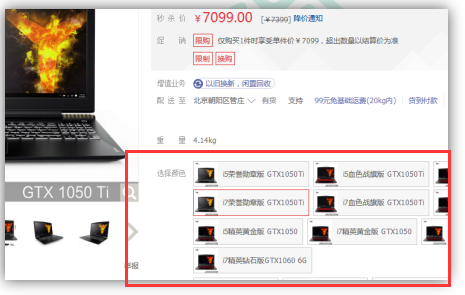 秒杀价 ¥7099.00 [¥7399] 降价通知
促 销 限购 仅购买1件时享受单件价¥7099，超出数量以结算价为准
限制 换购
增值业务 以旧换新，闲置回收
配送至 北京朝阳区管庄 有货 支持 99元免基础运费(20kg内) 货到付款
重 量 4.14kg
选择颜色 i5荣誉勋章版 GTX1050Ti i5血色战旗版 GTX1050Ti
i7荣誉勋章版 GTX1050Ti i7血色战旗版 GTX1050Ti
GTX 1050 Ti
i5精英黄金版 GTX1050 i7精英黄金版 GTX1050
i7精英钻石版GTX1060 6G
举报